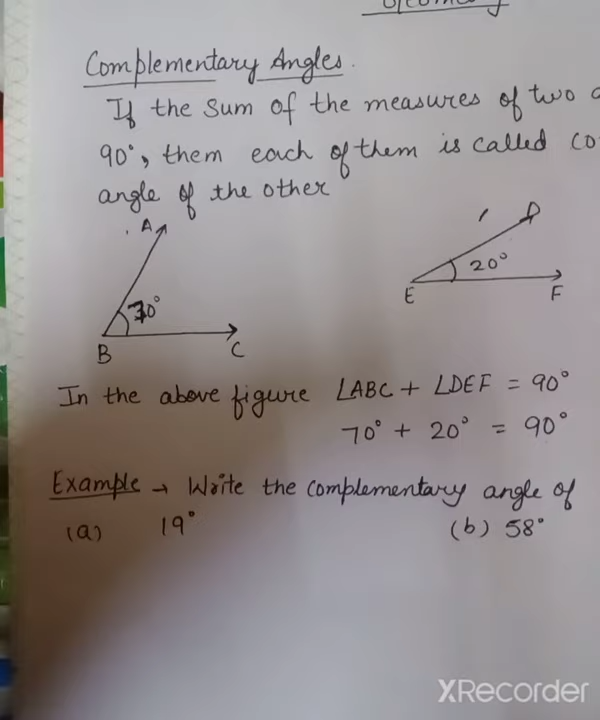 Complementary Angles.
If the Sum of the measures of two
90°, them each of them is called
angle of the other
A
70°
B
C
D
20°
E
F
In the above figure ∠ABC + ∠DEF = 90°
70° + 20° = 90°
Example → Write the complementary angle of
(a) 19° (b) 58°
XRecorder